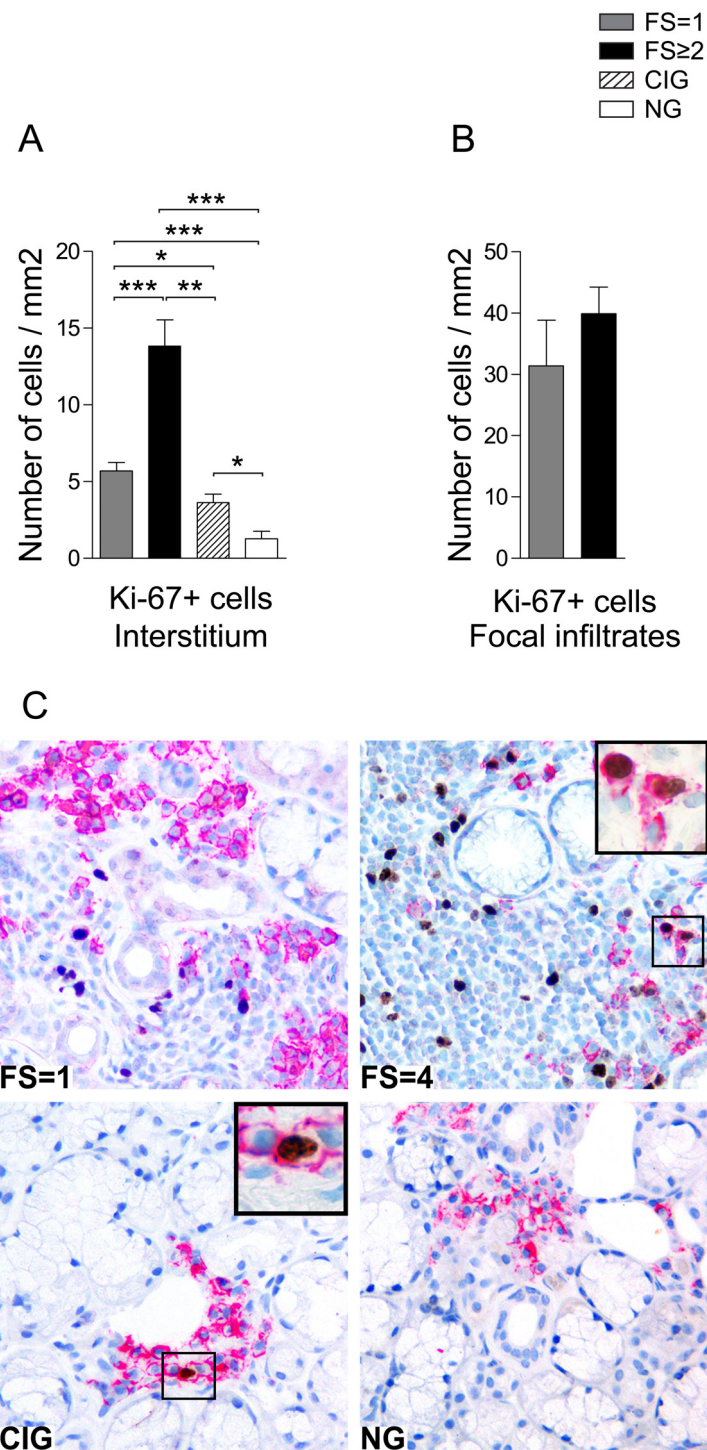 FS=1
FS≥2
CIG
NG
A
B
***
***
*
*** **
*
Number of cells / mm2
20
15
10
5
0
Ki-67+ cells
Interstitium
Number of cells / mm2
50
40
30
20
10
0
Ki-67+ cells
Focal infiltrates
C
FS=1
FS=4
CIG
NG